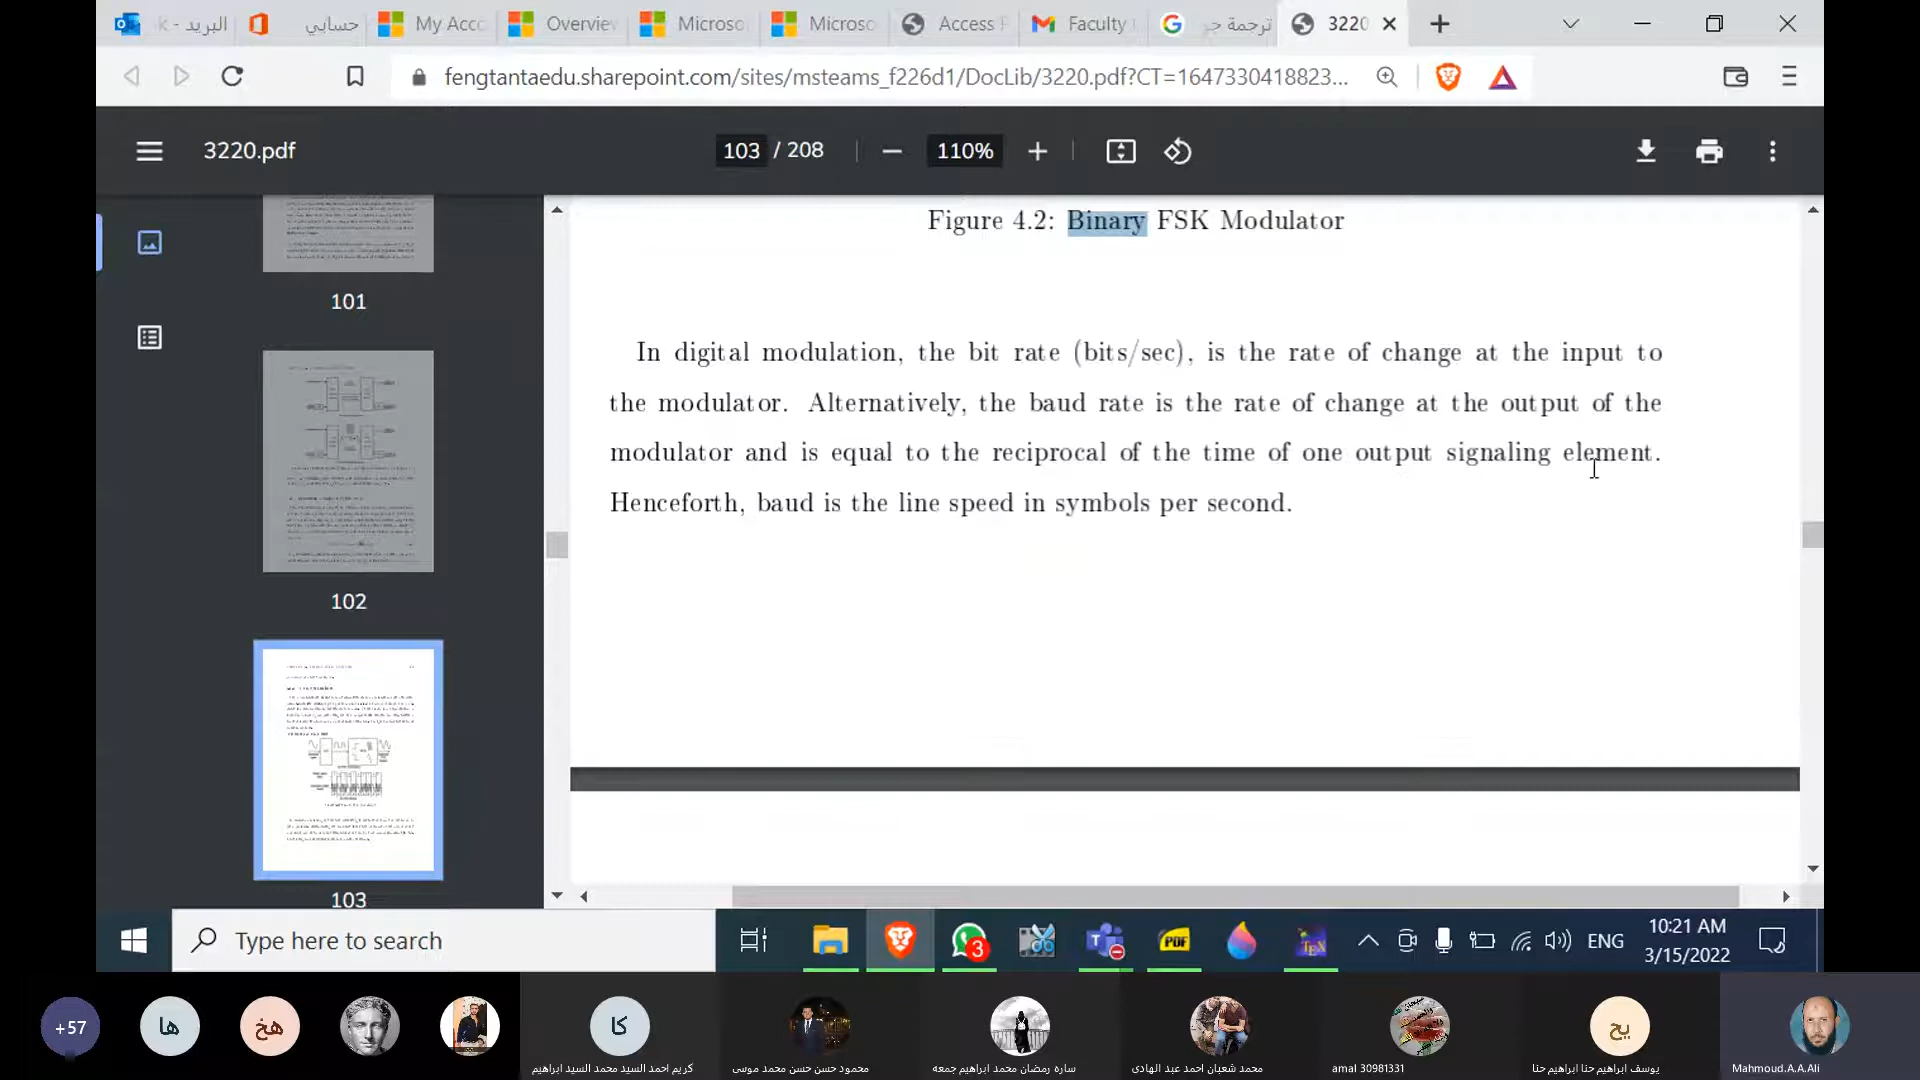 البريد - k
حسابي
My Acc
Overvie
Microso
Microso
Access P
Faculty
ترجمة جو
3220
fengtantaedu.sharepoint.com/sites/msteams_f226d1/DocLib/3220.pdf?CT=1647330418823...
3220.pdf
103 / 208
110%
101
102
103
Figure 4.2: Binary FSK Modulator
In digital modulation, the bit rate (bits/sec), is the rate of change at the input to
the modulator. Alternatively, the baud rate is the rate of change at the output of the
modulator and is equal to the reciprocal of the time of one output signaling element.
Henceforth, baud is the line speed in symbols per second.
Type here to search
3
PDF
TEX
ENG
10:21 AM
3/15/2022
+57
ها
هخ
كا
يح
كريم احمد السيد محمد السيد ابراهيم
محمود حسن حسن محمد موسى
ساره رمضان محمد ابراهيم جمعه
محمد شعبان احمد عبد الهادى
amal 30981331
يوسف ابراهيم حنا ابراهيم حنا
Mahmoud.A.A.Ali